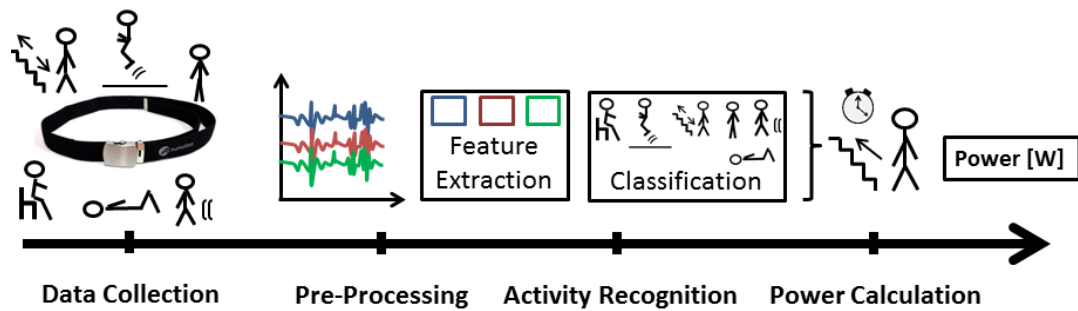 Feature
Extraction
Classification
Power [W]
Data Collection
Pre-Processing
Activity Recognition
Power Calculation